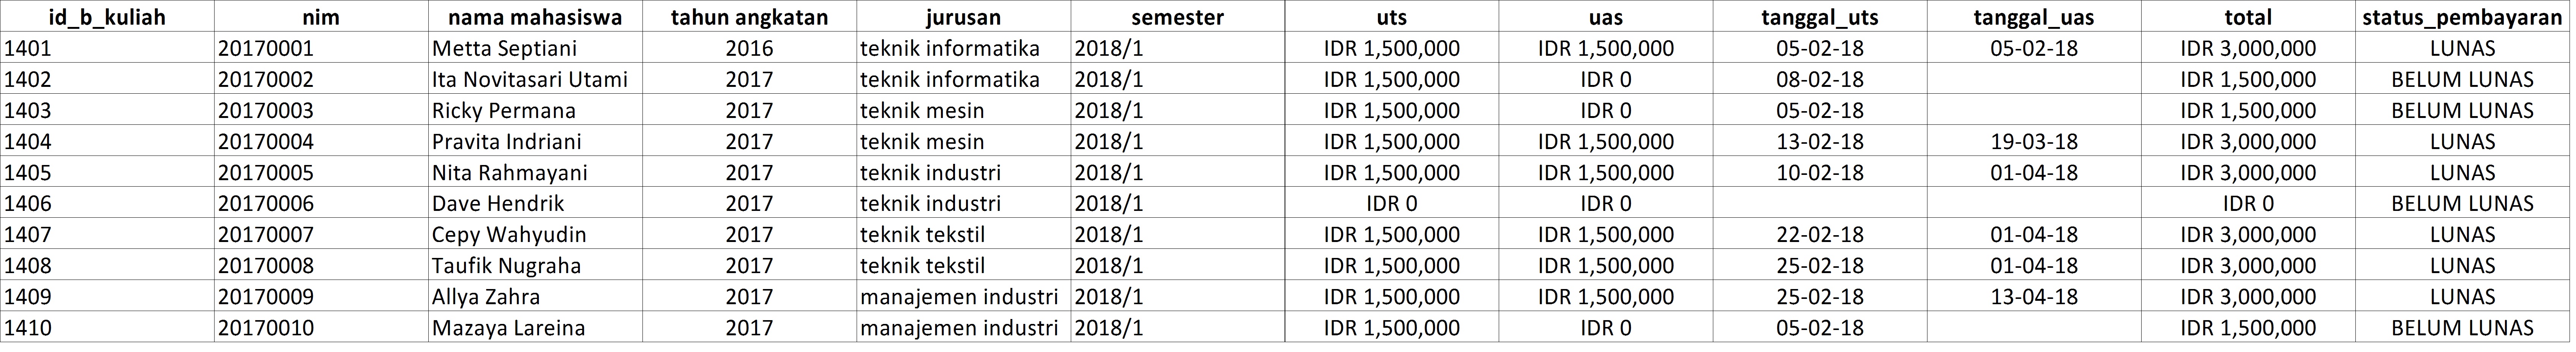 id_b_kuliah nim nama mahasiswa tahun angkatan jurusan semester uts uas tanggal_uts tanggal_uas total status_pembayaran
1401 20170001 Metta Septiani 2016 teknik informatika 2018/1 IDR 1,500,000 IDR 1,500,000 05-02-18 05-02-18 IDR 3,000,000 LUNAS
1402 20170002 Ita Novitasari Utami 2017 teknik informatika 2018/1 IDR 1,500,000 IDR 0 08-02-18 IDR 1,500,000 BELUM LUNAS
1403 20170003 Ricky Permana 2017 teknik mesin 2018/1 IDR 1,500,000 IDR 0 05-02-18 IDR 1,500,000 BELUM LUNAS
1404 20170004 Pravita Indriani 2017 teknik mesin 2018/1 IDR 1,500,000 IDR 1,500,000 13-02-18 19-03-18 IDR 3,000,000 LUNAS
1405 20170005 Nita Rahmayani 2017 teknik industri 2018/1 IDR 1,500,000 IDR 1,500,000 10-02-18 01-04-18 IDR 3,000,000 LUNAS
1406 20170006 Dave Hendrik 2017 teknik industri 2018/1 IDR 0 IDR 0 IDR 0 BELUM LUNAS
1407 20170007 Cepy Wahyudin 2017 teknik tekstil 2018/1 IDR 1,500,000 IDR 1,500,000 22-02-18 01-04-18 IDR 3,000,000 LUNAS
1408 20170008 Taufik Nugraha 2017 teknik tekstil 2018/1 IDR 1,500,000 IDR 1,500,000 25-02-18 01-04-18 IDR 3,000,000 LUNAS
1409 20170009 Allya Zahra 2017 manajemen industri 2018/1 IDR 1,500,000 IDR 1,500,000 25-02-18 13-04-18 IDR 3,000,000 LUNAS
1410 20170010 Mazaya Lareina 2017 manajemen industri 2018/1 IDR 1,500,000 IDR 0 05-02-18 IDR 1,500,000 BELUM LUNAS